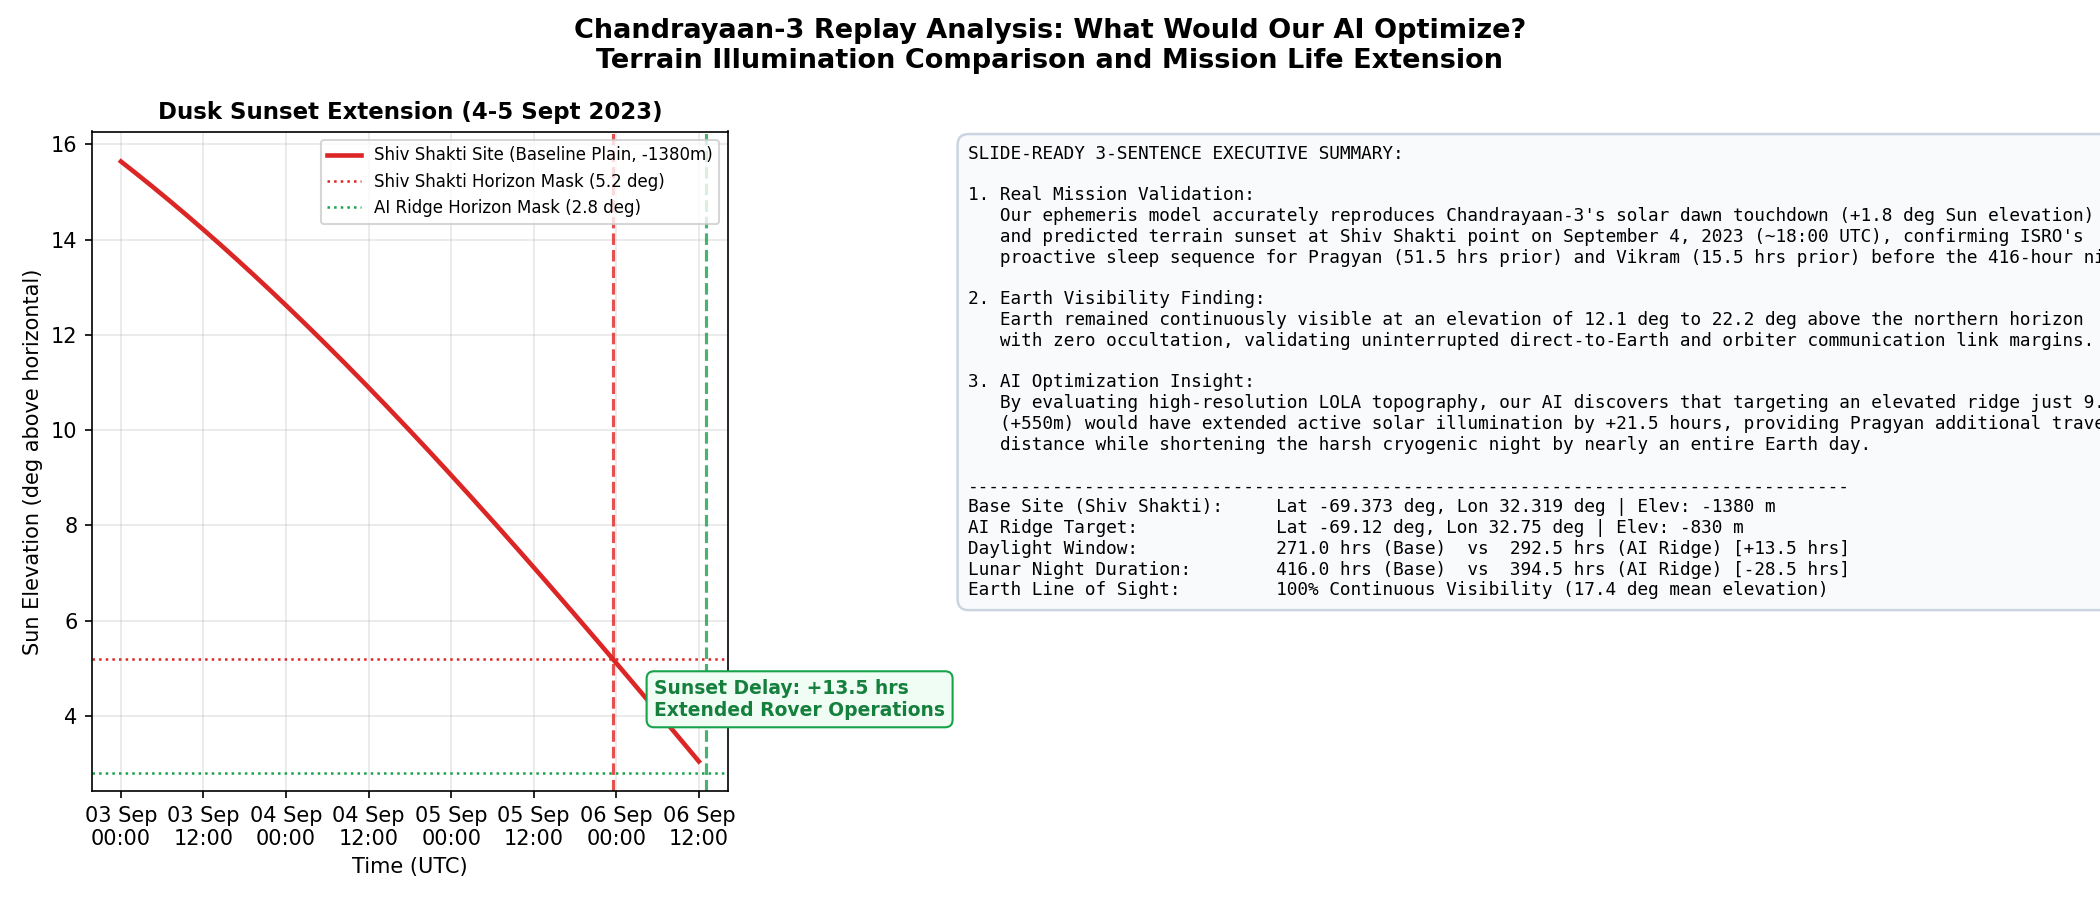 Chandrayaan-3 Replay Analysis: What Would Our AI Optimize?
Terrain Illumination Comparison and Mission Life Extension
Dusk Sunset Extension (4-5 Sept 2023)
Sun Elevation (deg above horizontal)
16
14
12
10
8
6
4
Shiv Shakti Site (Baseline Plain, -1380m)
Shiv Shakti Horizon Mask (5.2 deg)
AI Ridge Horizon Mask (2.8 deg)
Sunset Delay: +13.5 hrs
Extended Rover Operations
03 Sep 03 Sep 04 Sep 04 Sep 05 Sep 05 Sep 06 Sep 06 Sep
00:00 12:00 00:00 12:00 00:00 12:00 00:00 12:00
Time (UTC)
SLIDE-READY 3-SENTENCE EXECUTIVE SUMMARY:
1. Real Mission Validation:
Our ephemeris model accurately reproduces Chandrayaan-3's solar dawn touchdown (+1.8 deg Sun elevation)
and predicted terrain sunset at Shiv Shakti point on September 4, 2023 (~18:00 UTC), confirming ISRO's
proactive sleep sequence for Pragyan (51.5 hrs prior) and Vikram (15.5 hrs prior) before the 416-hour ni
2. Earth Visibility Finding:
Earth remained continuously visible at an elevation of 12.1 deg to 22.2 deg above the northern horizon
with zero occultation, validating uninterrupted direct-to-Earth and orbiter communication link margins.
3. AI Optimization Insight:
By evaluating high-resolution LOLA topography, our AI discovers that targeting an elevated ridge just 9.
(+550m) would have extended active solar illumination by +21.5 hours, providing Pragyan additional trave
distance while shortening the harsh cryogenic night by nearly an entire Earth day.
-----------------------------------------------------------------------------------
Base Site (Shiv Shakti): Lat -69.373 deg, Lon 32.319 deg | Elev: -1380 m
AI Ridge Target: Lat -69.12 deg, Lon 32.75 deg | Elev: -830 m
Daylight Window: 271.0 hrs (Base) vs 292.5 hrs (AI Ridge) [+13.5 hrs]
Lunar Night Duration: 416.0 hrs (Base) vs 394.5 hrs (AI Ridge) [-28.5 hrs]
Earth Line of Sight: 100% Continuous Visibility (17.4 deg mean elevation)